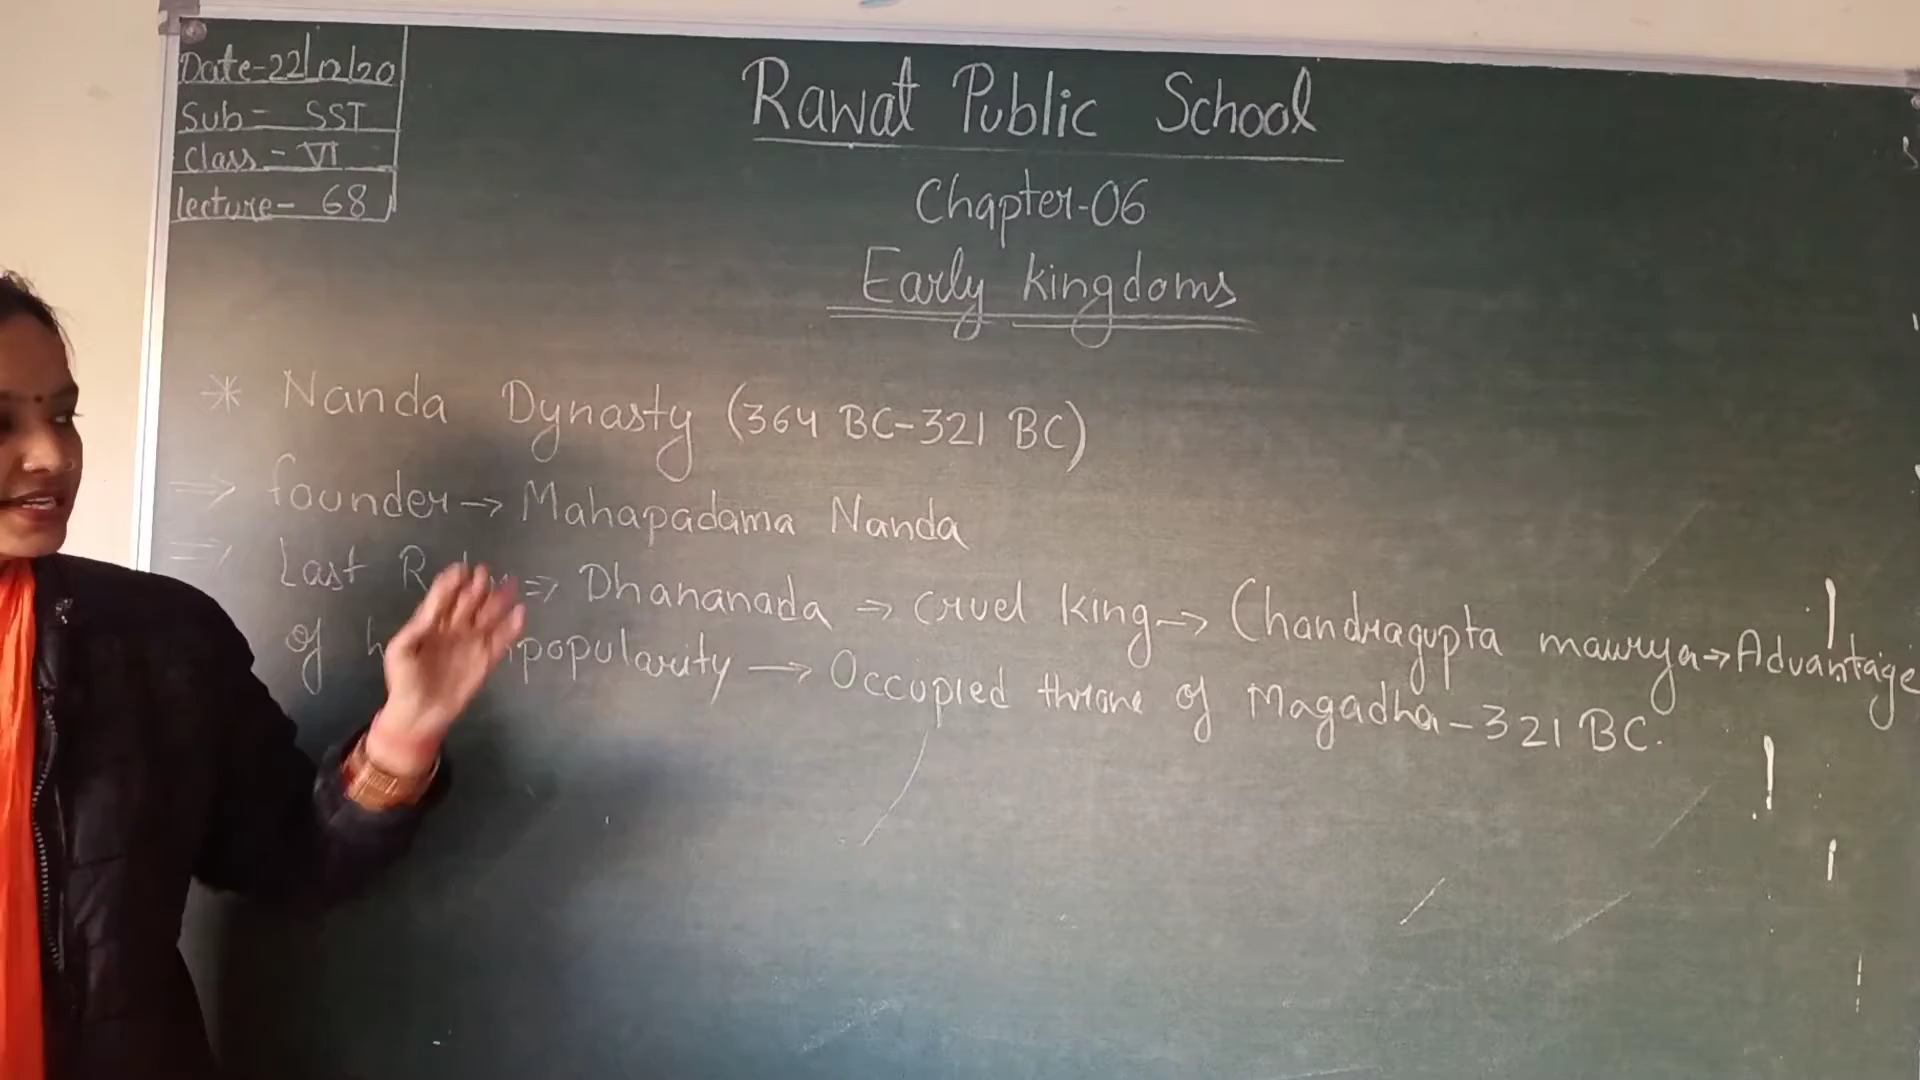 Date-22/12/20
Sub- SST
Class - VI
lecture- 68
Rawat Public School
Chapter-06
Early kingdoms
* Nanda Dynasty (364 BC-321 BC)
⇒ founder→ Mahapadama Nanda
⇒ Last ⇒ Dhananada → cruel king→ Chandragupta maurya→Advantage
of popularity → Occupied throne of Magadha-321 BC.